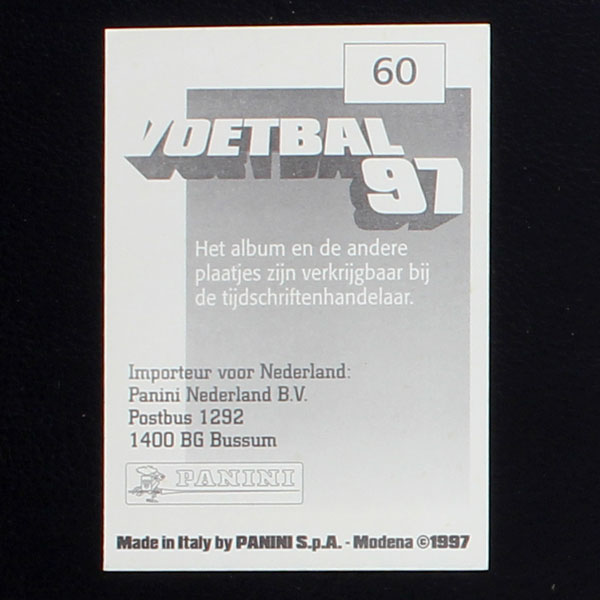 60
VOETBAL
97
Het album en de andere
plaatjes zijn verkrijgbaar bij
de tijdschriftenhandelaar.
Importeur voor Nederland:
Panini Nederland B.V.
Postbus 1292
1400 BG Bussum
PANINI
Made in Italy by PANINI S.p.A. - Modena ©1997